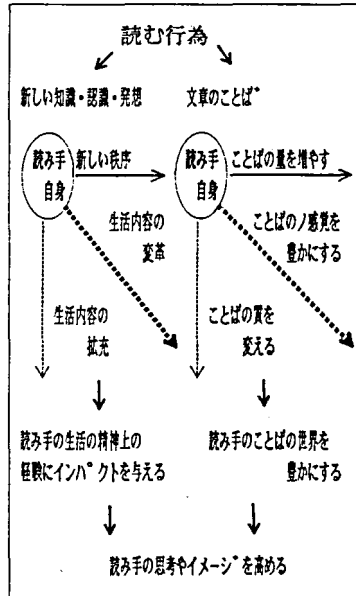 読む行為
新しい知識・認識・発想
文章のことば
読み手
自身
新しい秩序
読み手
自身
ことばの量を増やす
生活内容の
変革
ことばのノ感質を
豊かにする
生活内容の
拡充
ことばの質を
変える
読み手の生活の精神上の
経験にインパクトを与える
読み手のことばの世界を
豊かにする
読み手の思考やイメージを高める